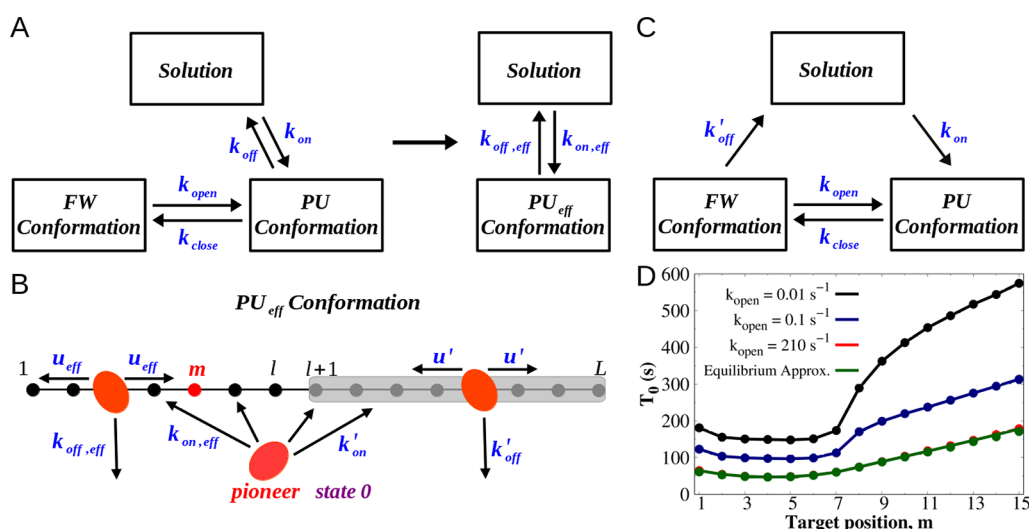 A
Solution
k_off
k_on
FW
Conformation
k_open
k_close
PU
Conformation
Solution
k_off,eff
k_on,eff
PU_eff
Conformation
C
Solution
k'_off
k_on
FW
Conformation
k_open
k_close
PU
Conformation
B
PU_eff Conformation
1
u_eff
u_eff
m
l
l+1
u'
u'
L
k_off,eff
k_on,eff
k'_on
k'_off
pioneer
state 0
D
T_0 (s)
600
500
400
300
200
100
0
k_open = 0.01 s^-1
k_open = 0.1 s^-1
k_open = 210 s^-1
Equilibrium Approx.
1 3 5 7 9 11 13 15
Target position, m